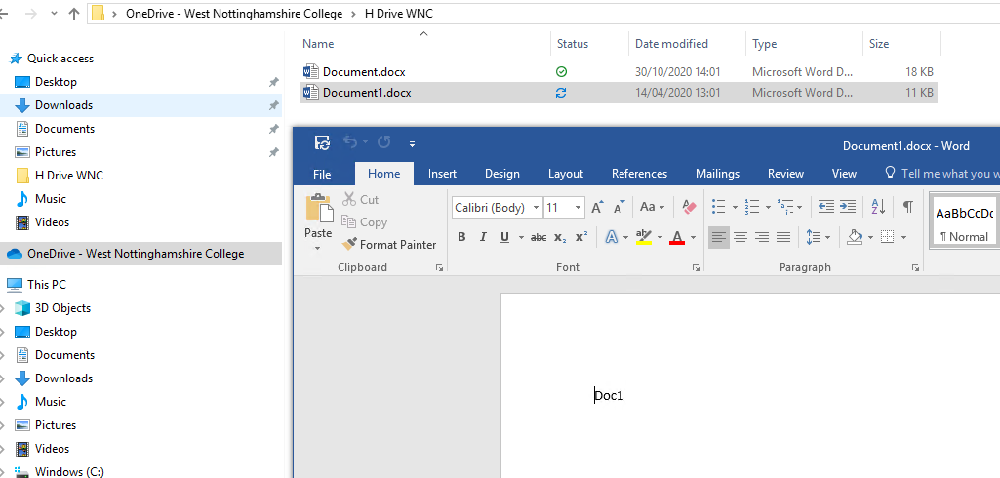 OneDrive - West Nottinghamshire College > H Drive WNC
Name Status Date modified Type Size
Quick access
Desktop
Downloads
Documents
Pictures
H Drive WNC
Music
Videos
OneDrive - West Nottinghamshire College
This PC
3D Objects
Desktop
Documents
Downloads
Music
Pictures
Videos
Windows (C:)
Document.docx 30/10/2020 14:01 Microsoft Word D... 18 KB
Document1.docx 14/04/2020 13:01 Microsoft Word D... 11 KB
Document1.docx - Word
File Home Insert Design Layout References Mailings Review View Tell me what you w
Paste
Cut
Copy
Format Painter
Clipboard
Calibri (Body) 11 A A Aa A
B I U abc x₂ x² A ab A
Font
A Z ¶
Paragraph
AaBbCcDc
¶ Normal
Doc1